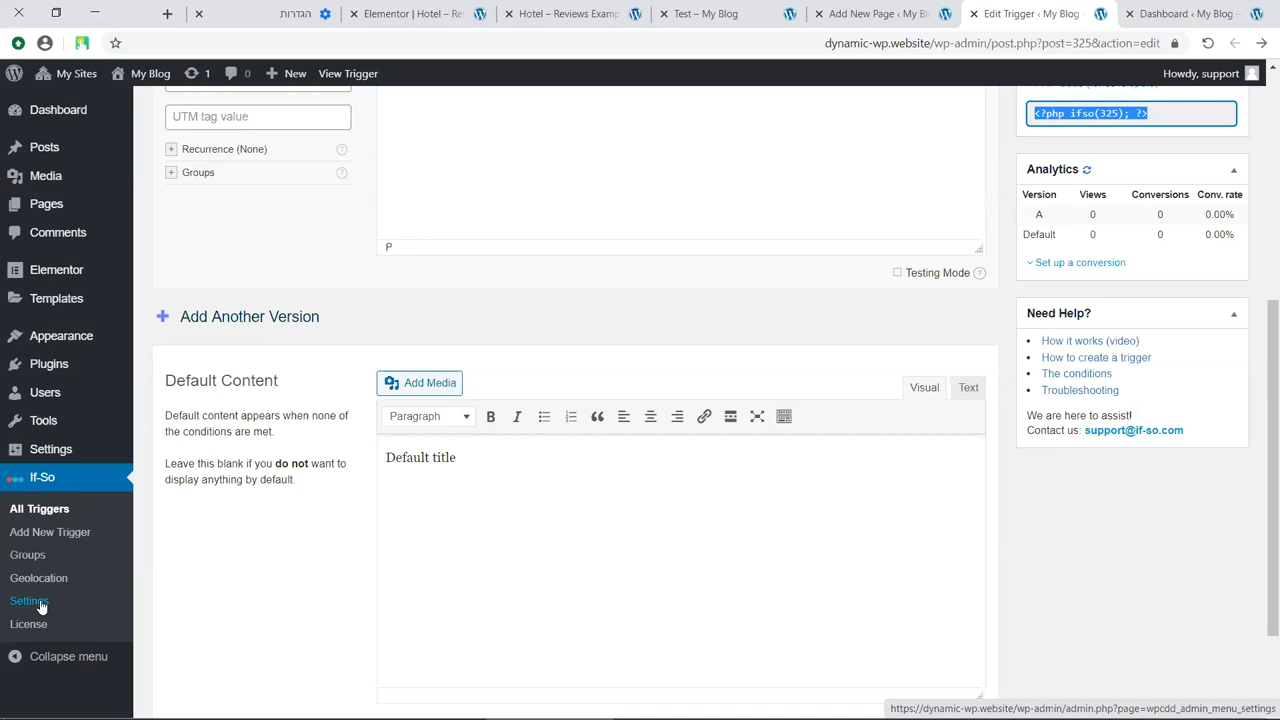 הגדרות
Elementor | Hotel – Re
Hotel – Reviews Examp
Test – My Blog
Add New Page ‹ My Bl
Edit Trigger ‹ My Blog
Dashboard ‹ My Blog –
dynamic-wp.website/wp-admin/post.php?post=325&action=edit
My Sites
My Blog
1
0
New
View Trigger
Howdy, support
Dashboard
Posts
Media
Pages
Comments
Elementor
Templates
Appearance
Plugins
Users
Tools
Settings
If-So
All Triggers
Add New Trigger
Groups
Geolocation
Settings
License
Collapse menu
UTM tag value
Recurrence (None)
Groups
P
Testing Mode
Add Another Version
Default Content
Default content appears when none of
the conditions are met.
Leave this blank if you do not want to
display anything by default.
Add Media
Visual
Text
Paragraph
Default title
<?php ifso(325); ?>
Analytics
Version Views Conversions Conv. rate
A 0 0 0.00%
Default 0 0 0.00%
Set up a conversion
Need Help?
How it works (video)
How to create a trigger
The conditions
Troubleshooting
We are here to assist!
Contact us: support@if-so.com
https://dynamic-wp.website/wp-admin/admin.php?page=wpcdd_admin_menu_settings